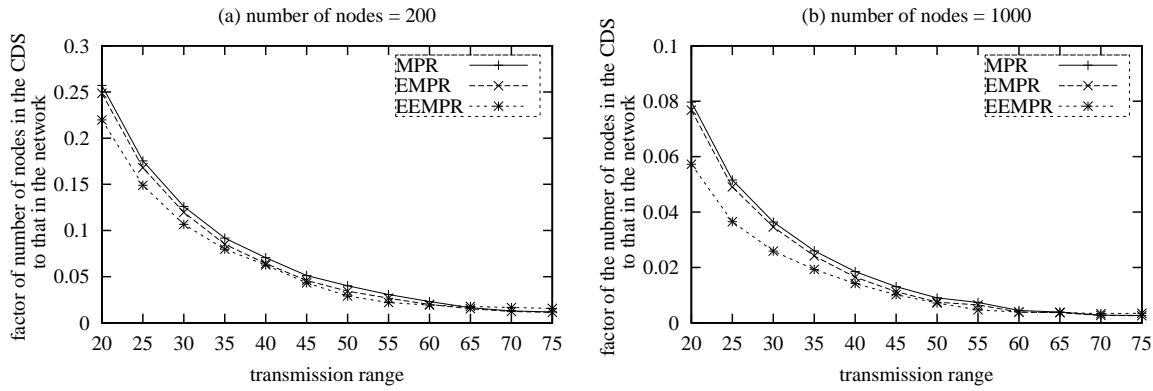 (a) number of nodes = 200
factor of number of nodes in the CDS
to that in the network
0.3
0.25
0.2
0.15
0.1
0.05
0
MPR
EMPR
EEMPR
20 25 30 35 40 45 50 55 60 65 70 75
transmission range
(b) number of nodes = 1000
factor of the nubmer of nodes in the CDS
to that in the network
0.1
0.08
0.06
0.04
0.02
0
MPR
EMPR
EEMPR
20 25 30 35 40 45 50 55 60 65 70 75
transmission range